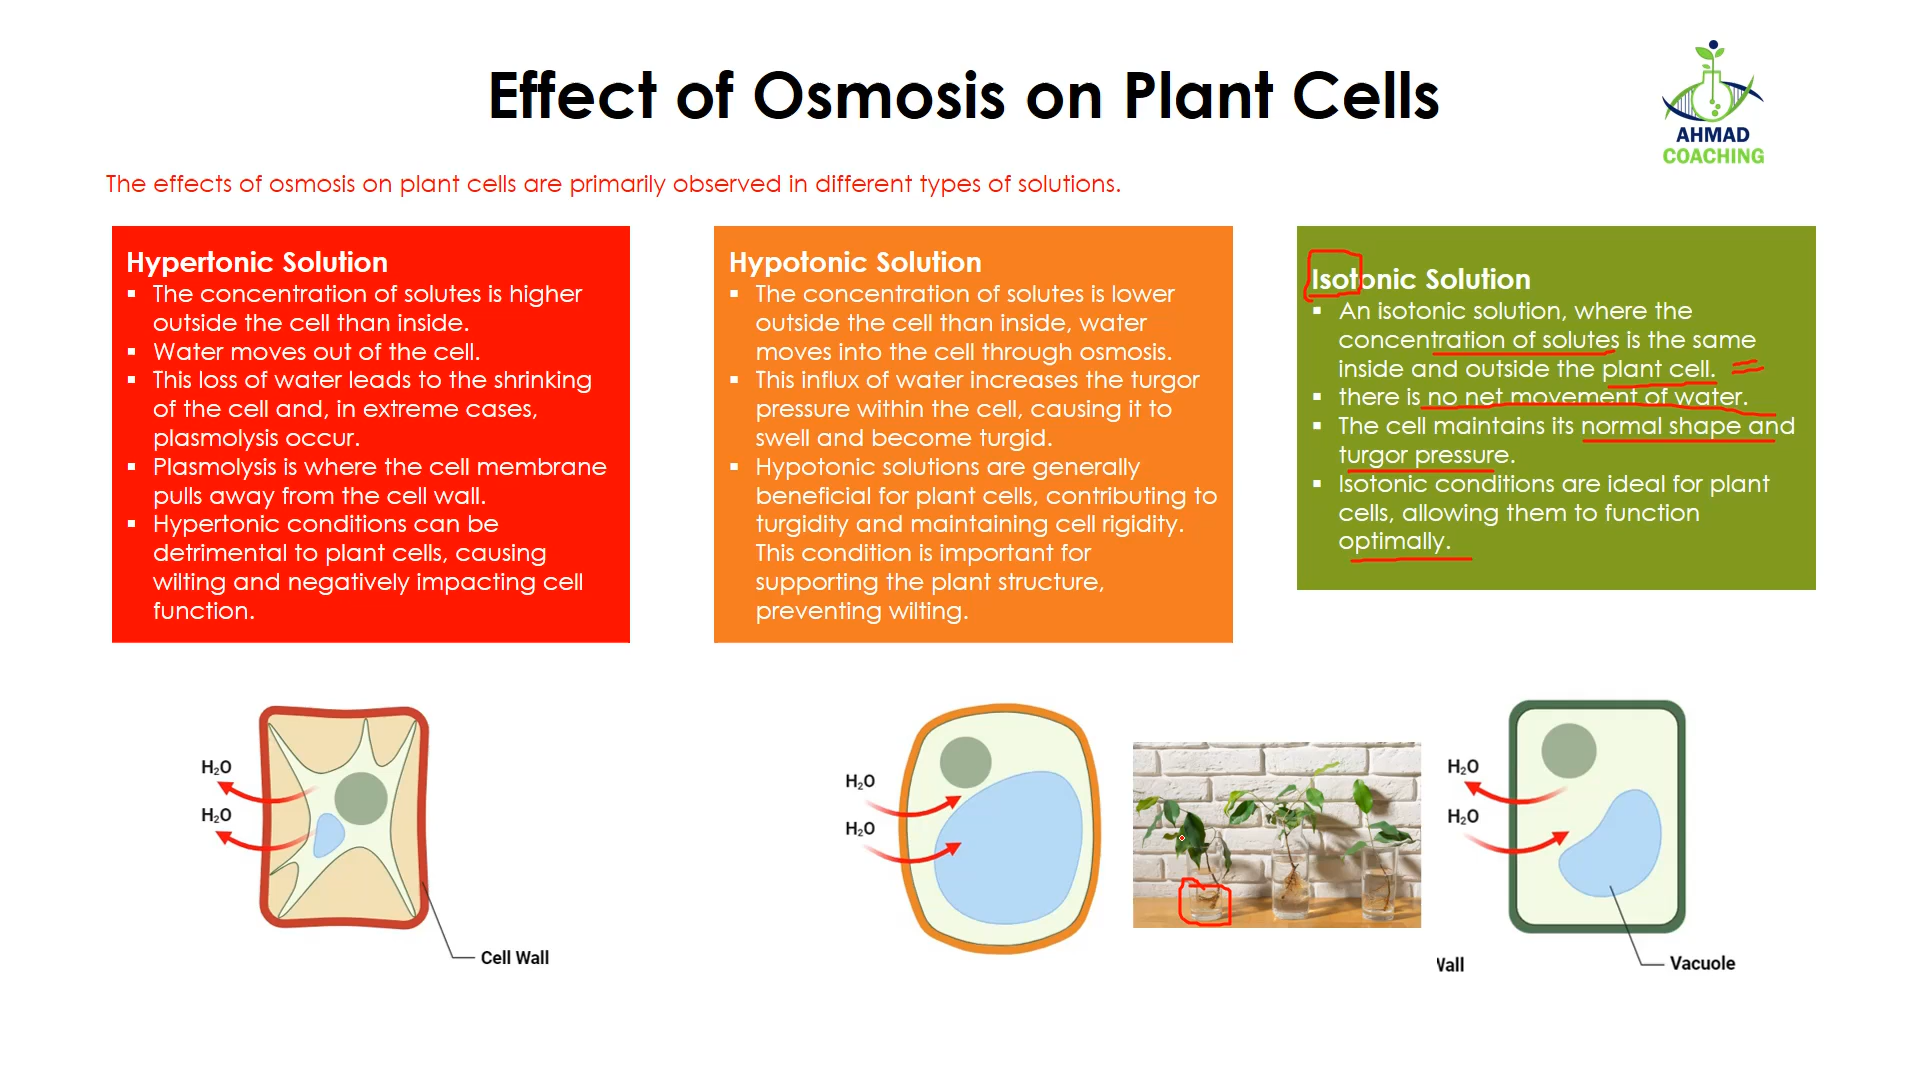 Effect of Osmosis on Plant Cells
AHMAD
COACHING
The effects of osmosis on plant cells are primarily observed in different types of solutions.
Hypertonic Solution
▪ The concentration of solutes is higher
outside the cell than inside.
▪ Water moves out of the cell.
▪ This loss of water leads to the shrinking
of the cell and, in extreme cases,
plasmolysis occur.
▪ Plasmolysis is where the cell membrane
pulls away from the cell wall.
▪ Hypertonic conditions can be
detrimental to plant cells, causing
wilting and negatively impacting cell
function.
Hypotonic Solution
▪ The concentration of solutes is lower
outside the cell than inside, water
moves into the cell through osmosis.
▪ This influx of water increases the turgor
pressure within the cell, causing it to
swell and become turgid.
▪ Hypotonic solutions are generally
beneficial for plant cells, contributing to
turgidity and maintaining cell rigidity.
This condition is important for
supporting the plant structure,
preventing wilting.
Isotonic Solution
▪ An isotonic solution, where the
concentration of solutes is the same
inside and outside the plant cell.
▪ there is no net movement of water.
▪ The cell maintains its normal shape and
turgor pressure.
▪ Isotonic conditions are ideal for plant
cells, allowing them to function
optimally.
H₂O
H₂O
Cell Wall
H₂O
H₂O
H₂O
H₂O
Wall
Vacuole